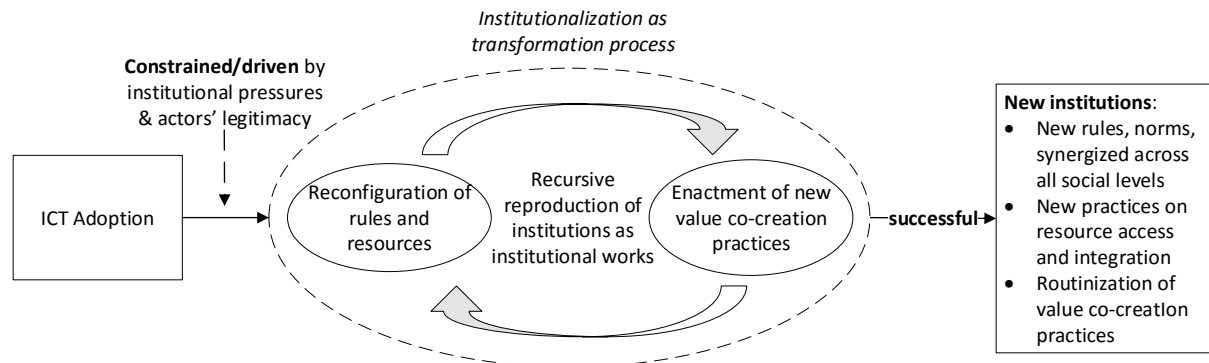 Institutionalization as
transformation process
Constrained/driven by
institutional pressures
& actors' legitimacy
ICT Adoption
Reconfiguration of
rules and
resources
Recursive
reproduction of
institutions as
institutional works
Enactment of new
value co-creation
practices
successful
New institutions:
• New rules, norms,
synergized across
all social levels
• New practices on
resource access
and integration
• Routinization of
value co-creatIon
practices